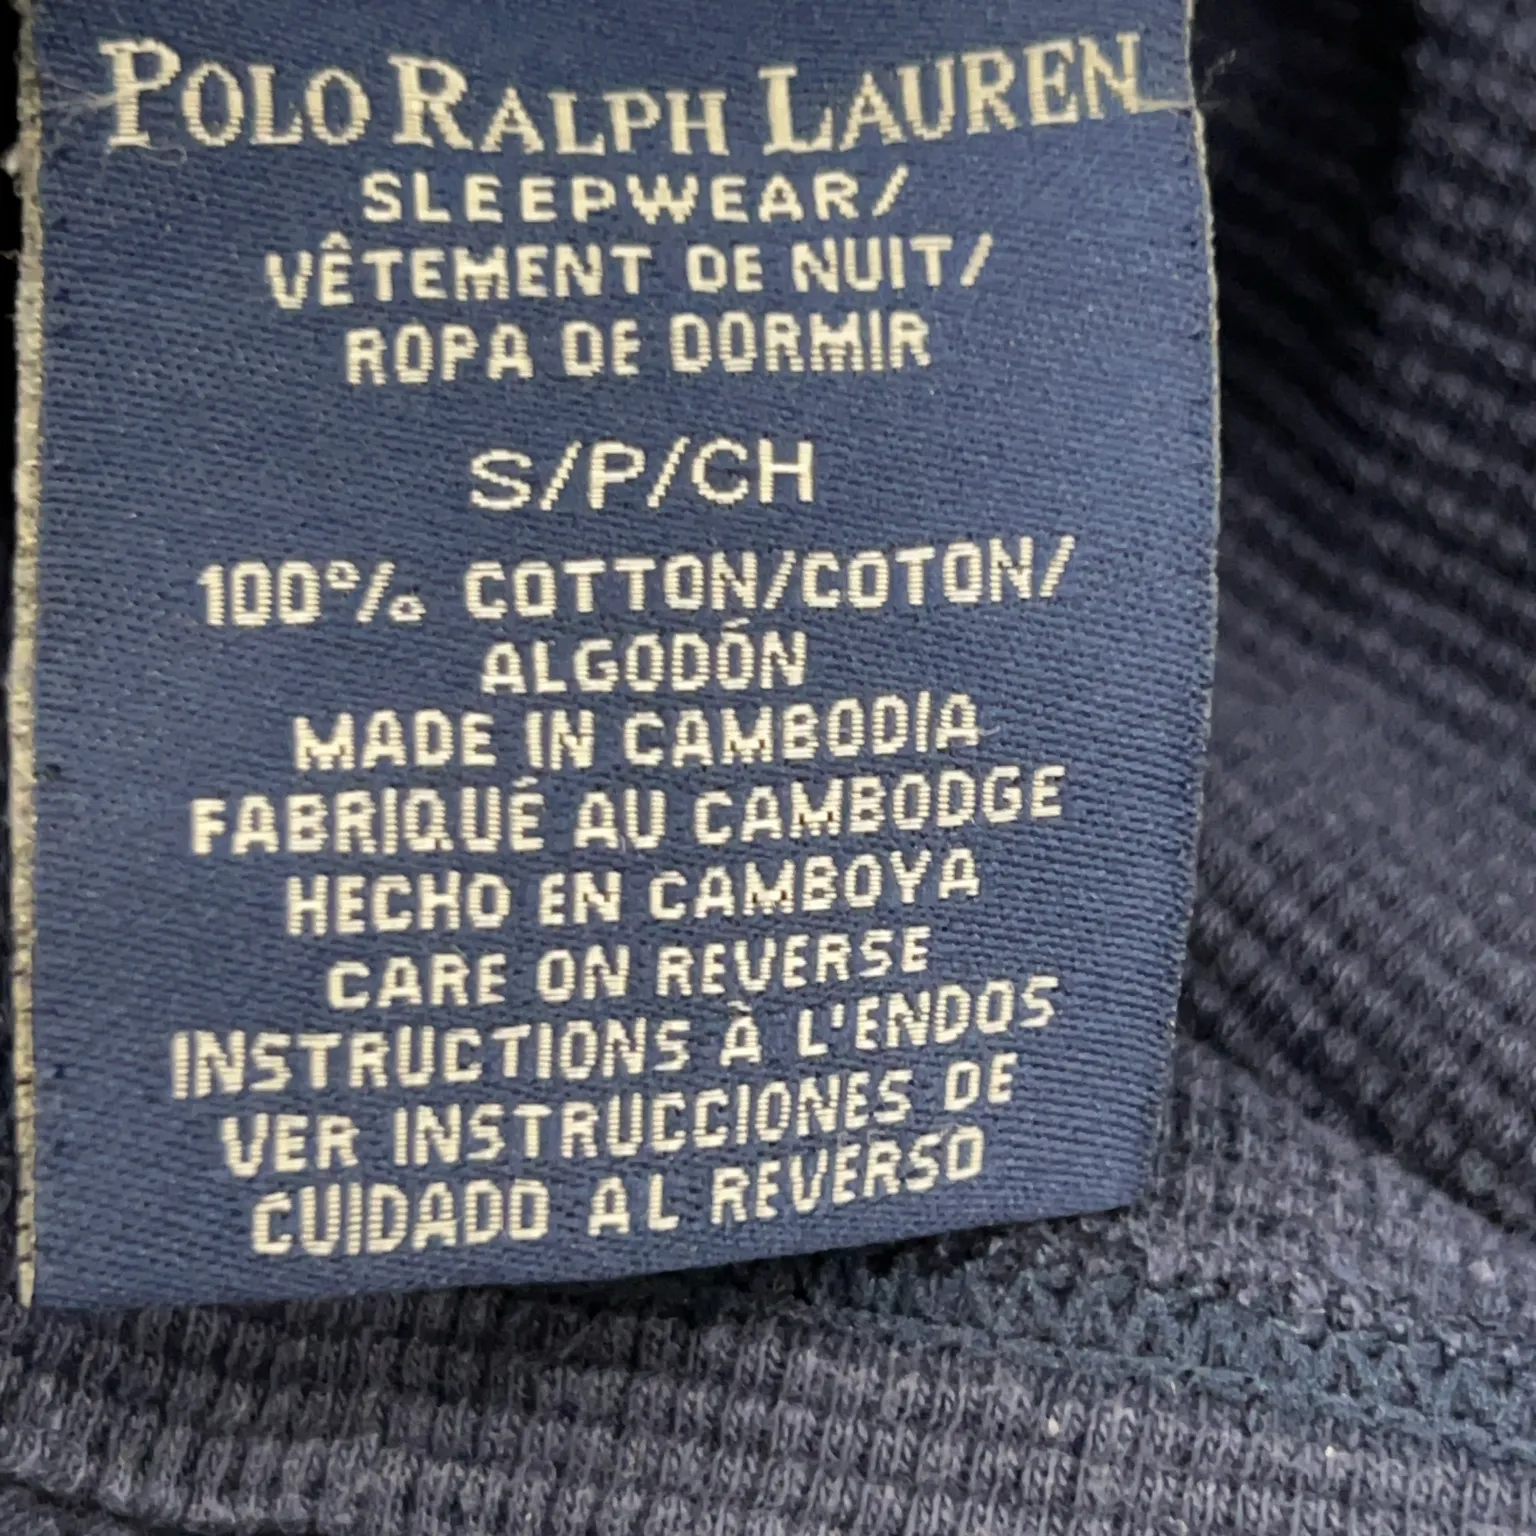 POLO RALPH LAUREN
SLEEPWEAR/
VÊTEMENT DE NUIT/
ROPA DE DORMIR
S/P/CH
100% COTTON/COTON/
ALGODÓN
MADE IN CAMBODIA
FABRIQUÉ AU CAMBODGE
HECHO EN CAMBOYA
CARE ON REVERSE
INSTRUCTIONS À L'ENDOS
VER INSTRUCCIONES DE
CUIDADO AL REVERSO